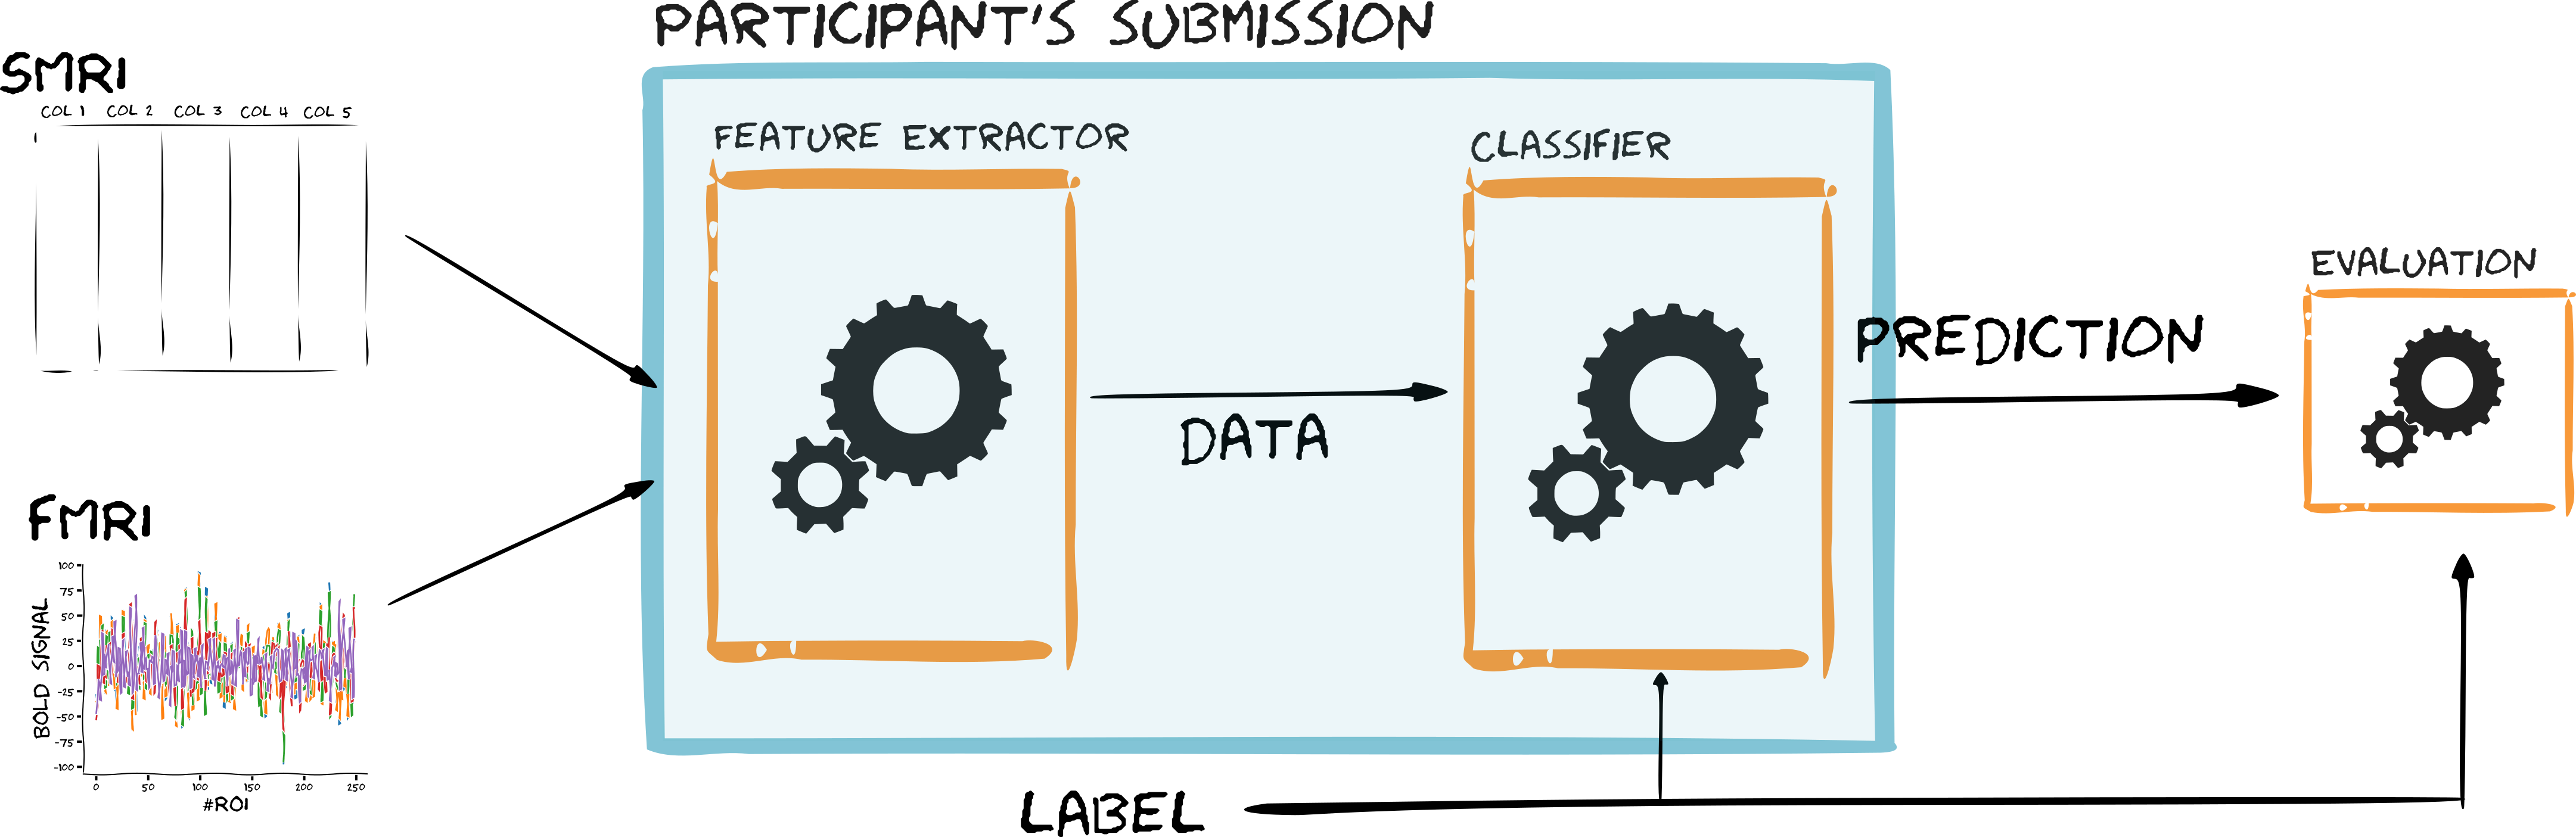 PARTICIPANT'S SUBMISSION
SMRI
COL 1 COL 2 COL 3 COL 4 COL 5
FEATURE EXTRACTOR
CLASSIFIER
EVALUATION
PREDICTION
DATA
FMRI
BOLD SIGNAL
100
75
50
25
0
-25
-50
-75
-100
0 50 100 150 200 250
#ROI
LABEL